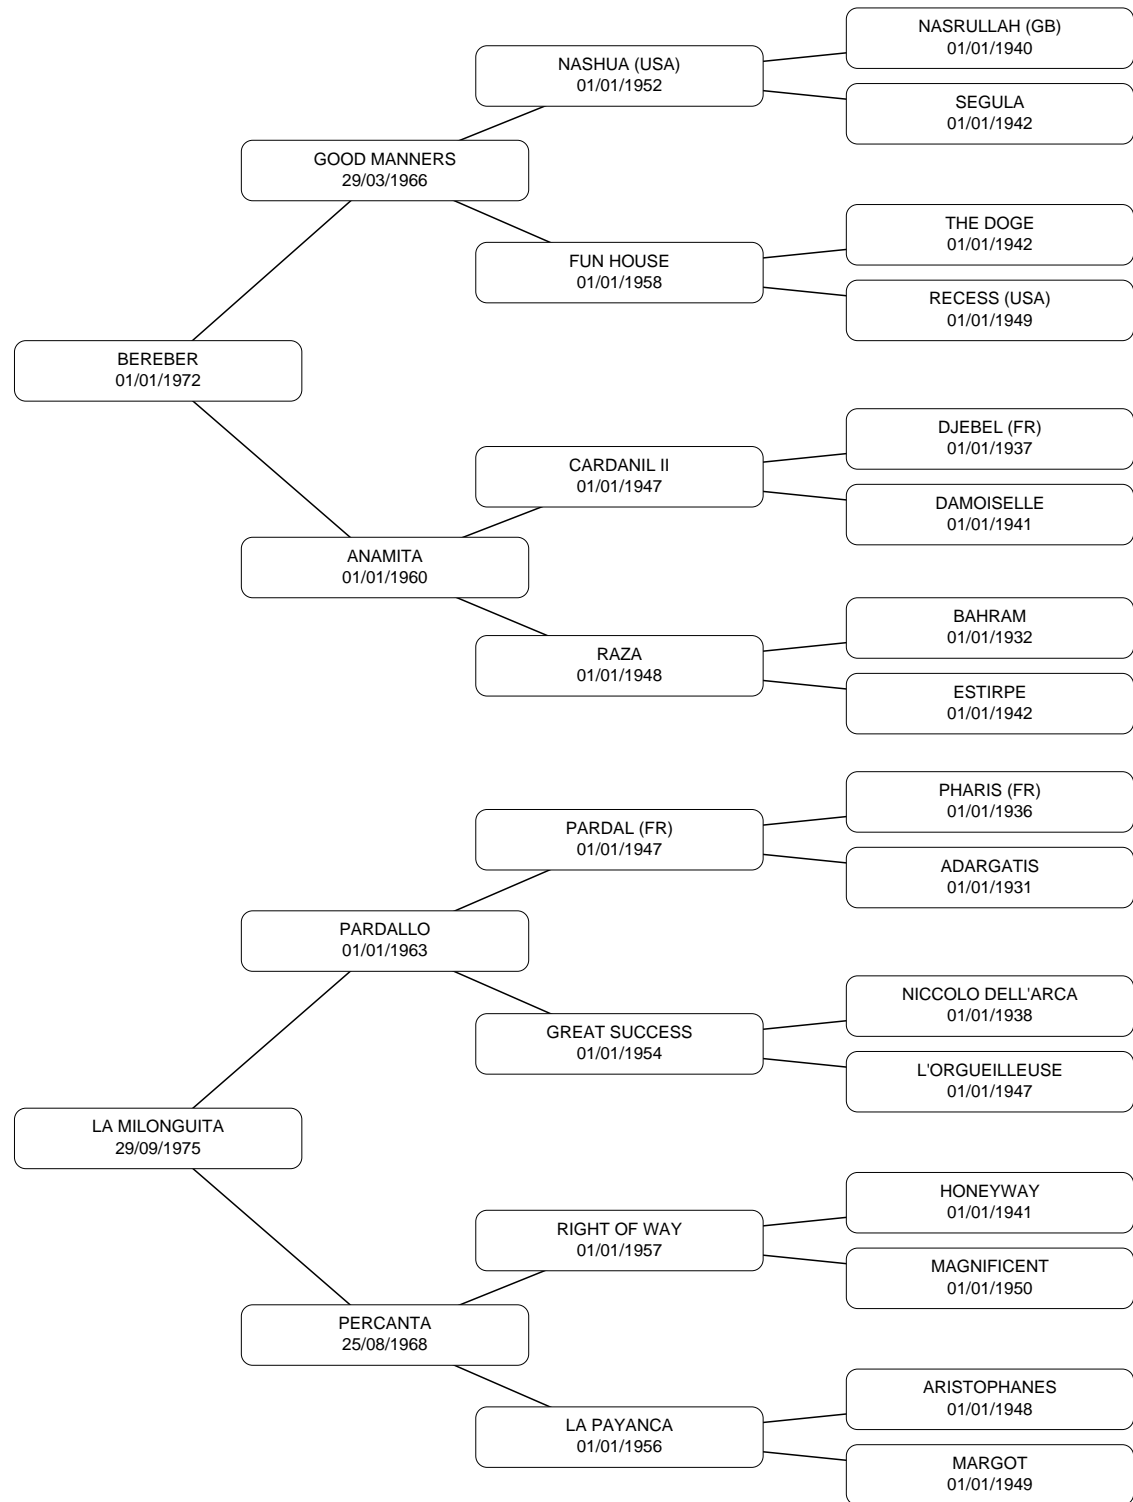 NASRULLAH (GB)
01/01/1940
NASHUA (USA)
01/01/1952
SEGULA
01/01/1942
GOOD MANNERS
29/03/1966
THE DOGE
01/01/1942
FUN HOUSE
01/01/1958
RECESS (USA)
01/01/1949
BEREBER
01/01/1972
DJEBEL (FR)
01/01/1937
CARDANIL II
01/01/1947
DAMOISELLE
01/01/1941
ANAMITA
01/01/1960
BAHRAM
01/01/1932
RAZA
01/01/1948
ESTIRPE
01/01/1942
PHARIS (FR)
01/01/1936
PARDAL (FR)
01/01/1947
ADARGATIS
01/01/1931
PARDALLO
01/01/1963
NICCOLO DELL'ARCA
01/01/1938
GREAT SUCCESS
01/01/1954
L'ORGUEILLEUSE
01/01/1947
LA MILONGUITA
29/09/1975
HONEYWAY
01/01/1941
RIGHT OF WAY
01/01/1957
MAGNIFICENT
01/01/1950
PERCANTA
25/08/1968
ARISTOPHANES
01/01/1948
LA PAYANCA
01/01/1956
MARGOT
01/01/1949